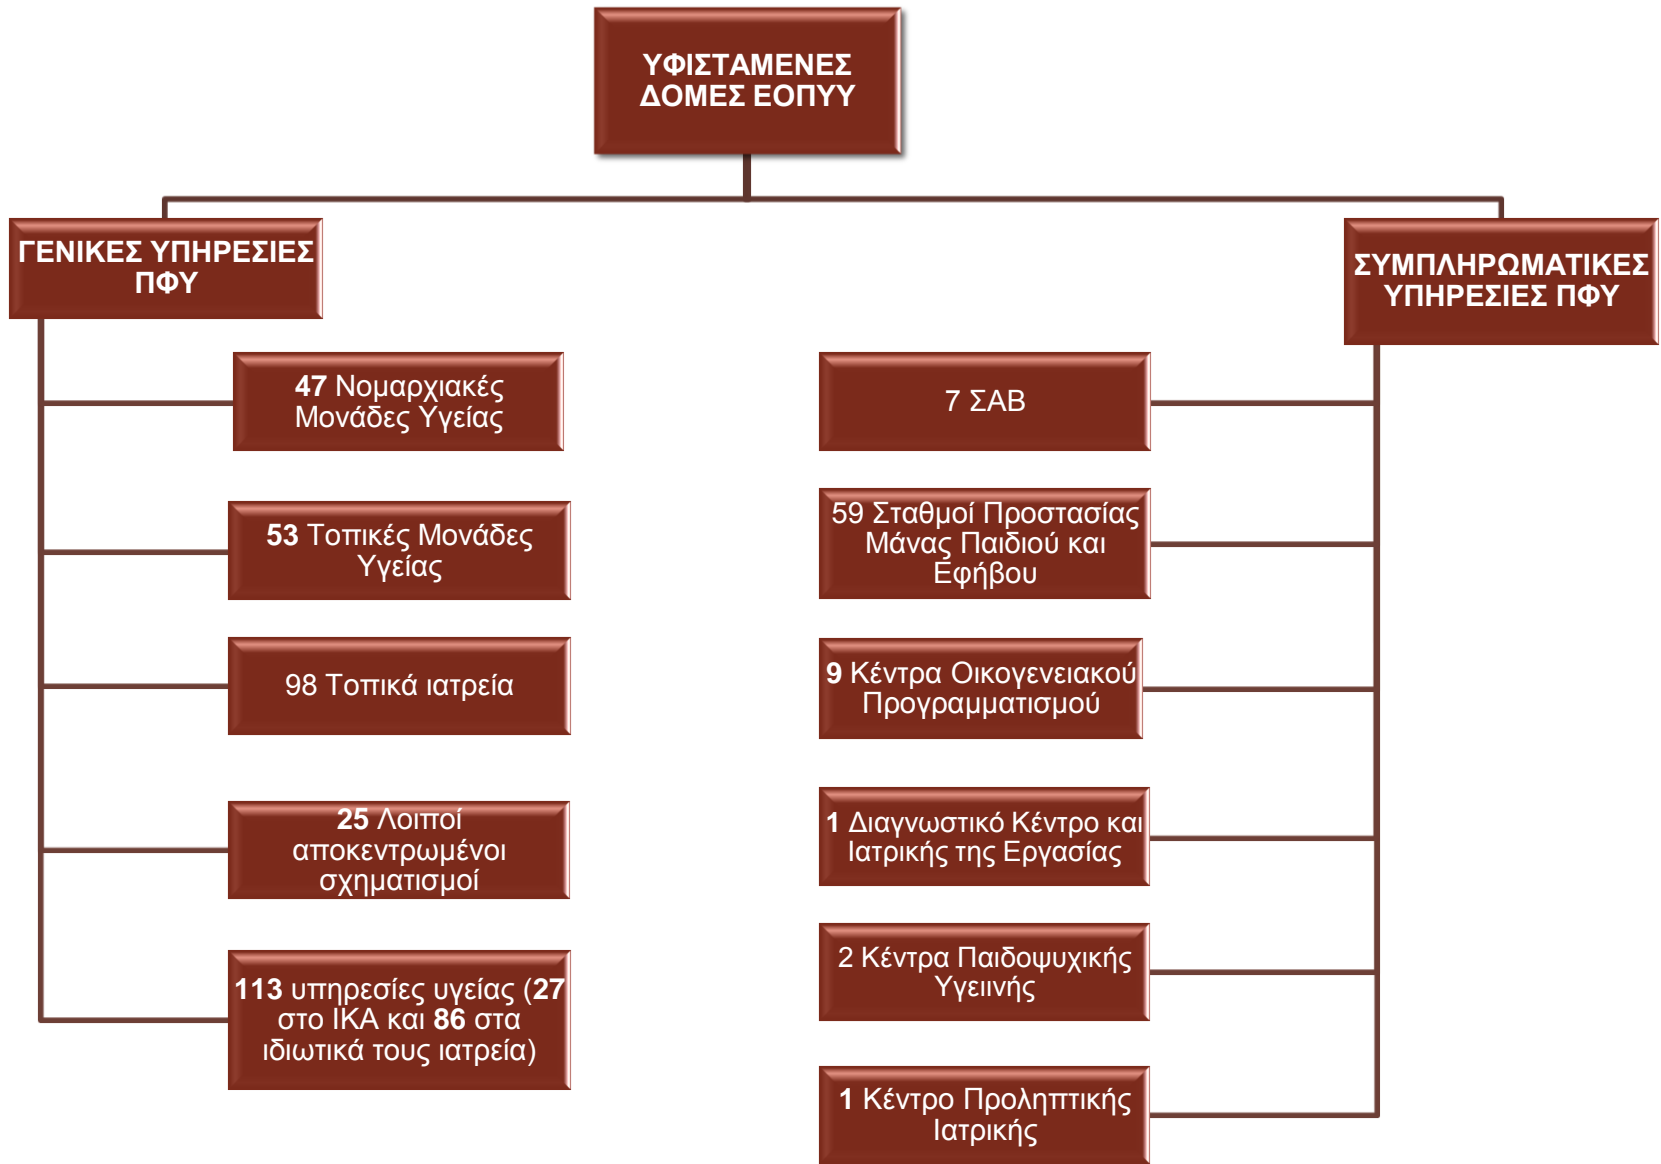 ΥΦΙΣΤΑΜΕΝΕΣ
ΔΟΜΕΣ ΕΟΠΥΥ
ΓΕΝΙΚΕΣ ΥΠΗΡΕΣΙΕΣ
ΠΦΥ
47 Νομαρχιακές
Μονάδες Υγείας
53 Τοπικές Μονάδες
Υγείας
98 Τοπικά ιατρεία
25 Λοιποί
αποκεντρωμένοι
σχηματισμοί
113 υπηρεσίες υγείας (27
στο ΙΚΑ και 86 στα
ιδιωτικά τους ιατρεία)
ΣΥΜΠΛΗΡΩΜΑΤΙΚΕΣ
ΥΠΗΡΕΣΙΕΣ ΠΦΥ
7 ΣΑΒ
59 Σταθμοί Προστασίας
Μάνας Παιδιού και
Εφήβου
9 Κέντρα Οικογενειακού
Προγραμματισμού
1 Διαγνωστικό Κέντρο και
Ιατρικής της Εργασίας
2 Κέντρα Παιδοψυχικής
Υγειινής
1 Κέντρο Προληπτικής
Ιατρικής